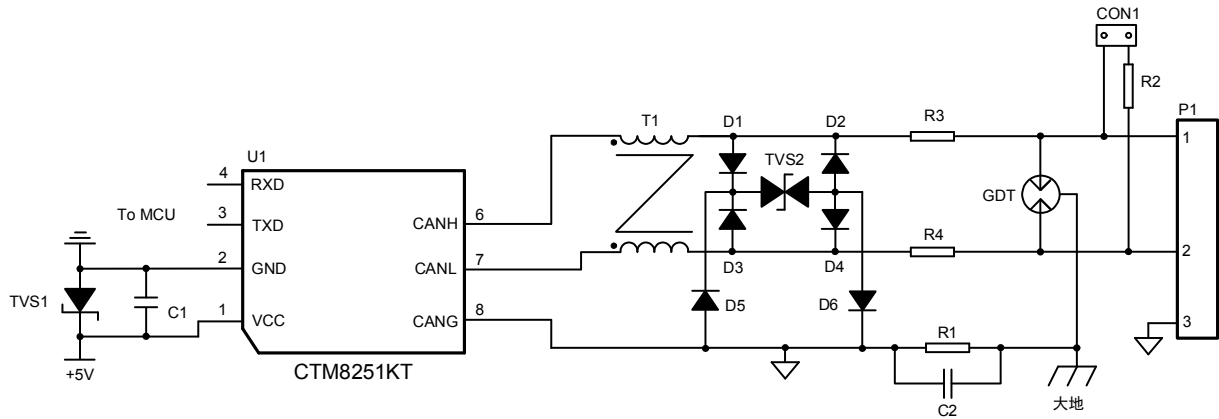 CON1
R2
P1
T1
D1
D2
R3
1
TVS2
U1
4
RXD
GDT
To MCU
3
TXD
CANH
6
R4
2
GND
CANL
7
D3
D4
2
TVS1
C1
1
VCC
CANG
8
D5
D6
R1
3
+5V
CTM8251KT
C2
大地